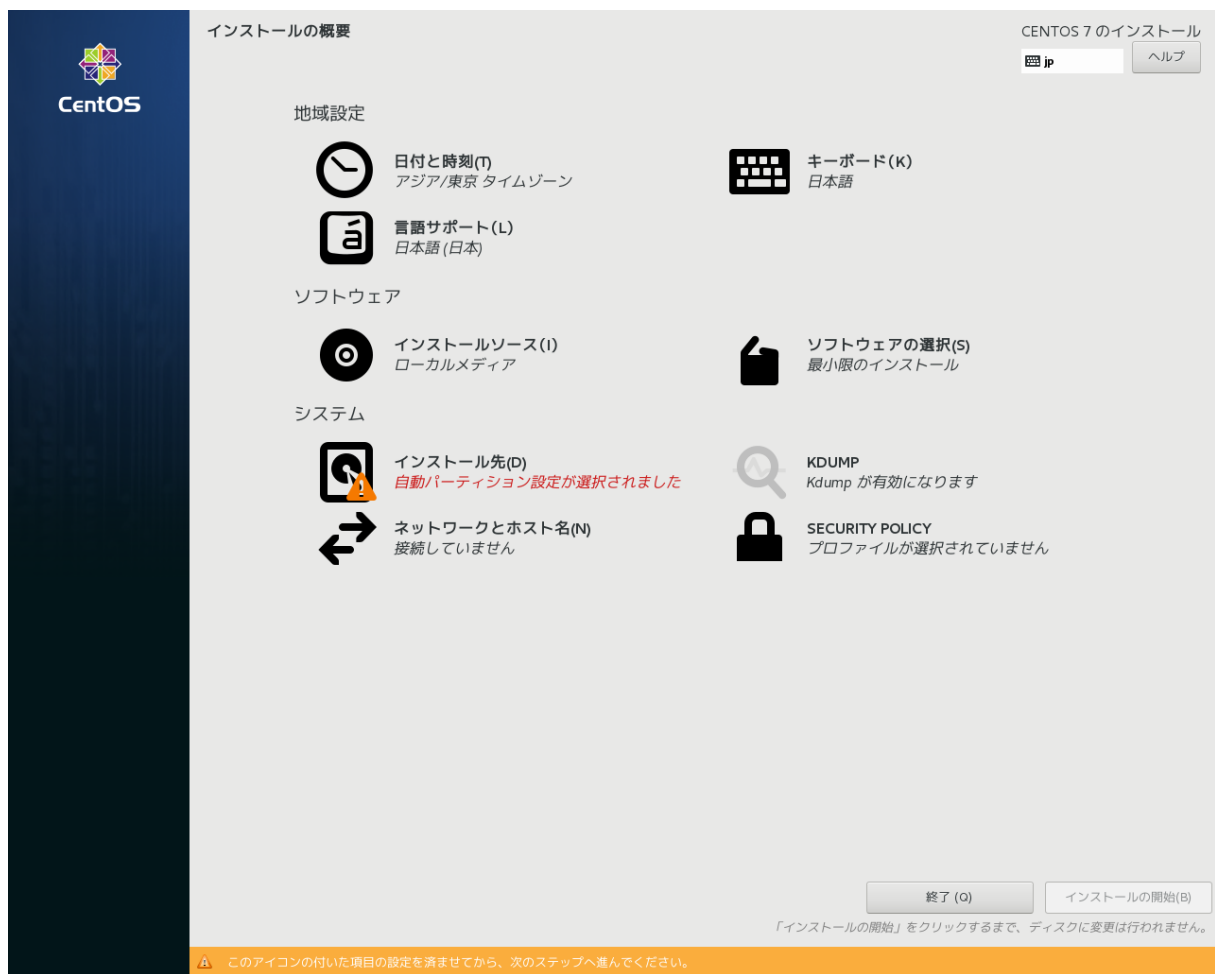 インストールの概要
CENTOS 7 のインストール
jp
ヘルプ
CentOS
地域設定
日付と時刻(T)
アジア/東京 タイムゾーン
キーボード(K)
日本語
á
言語サポート(L)
日本語 (日本)
ソフトウェア
インストールソース(I)
ローカルメディア
ソフトウェアの選択(S)
最小限のインストール
システム
インストール先(D)
自動パーティション設定が選択されました
KDUMP
Kdump が有効になります
ネットワークとホスト名(N)
接続していません
SECURITY POLICY
プロファイルが選択されていません
終了 (Q)
インストールの開始(B)
「インストールの開始」をクリックするまで、ディスクに変更は行われません。
このアイコンの付いた項目の設定を済ませてから、次のステップへ進んでください。